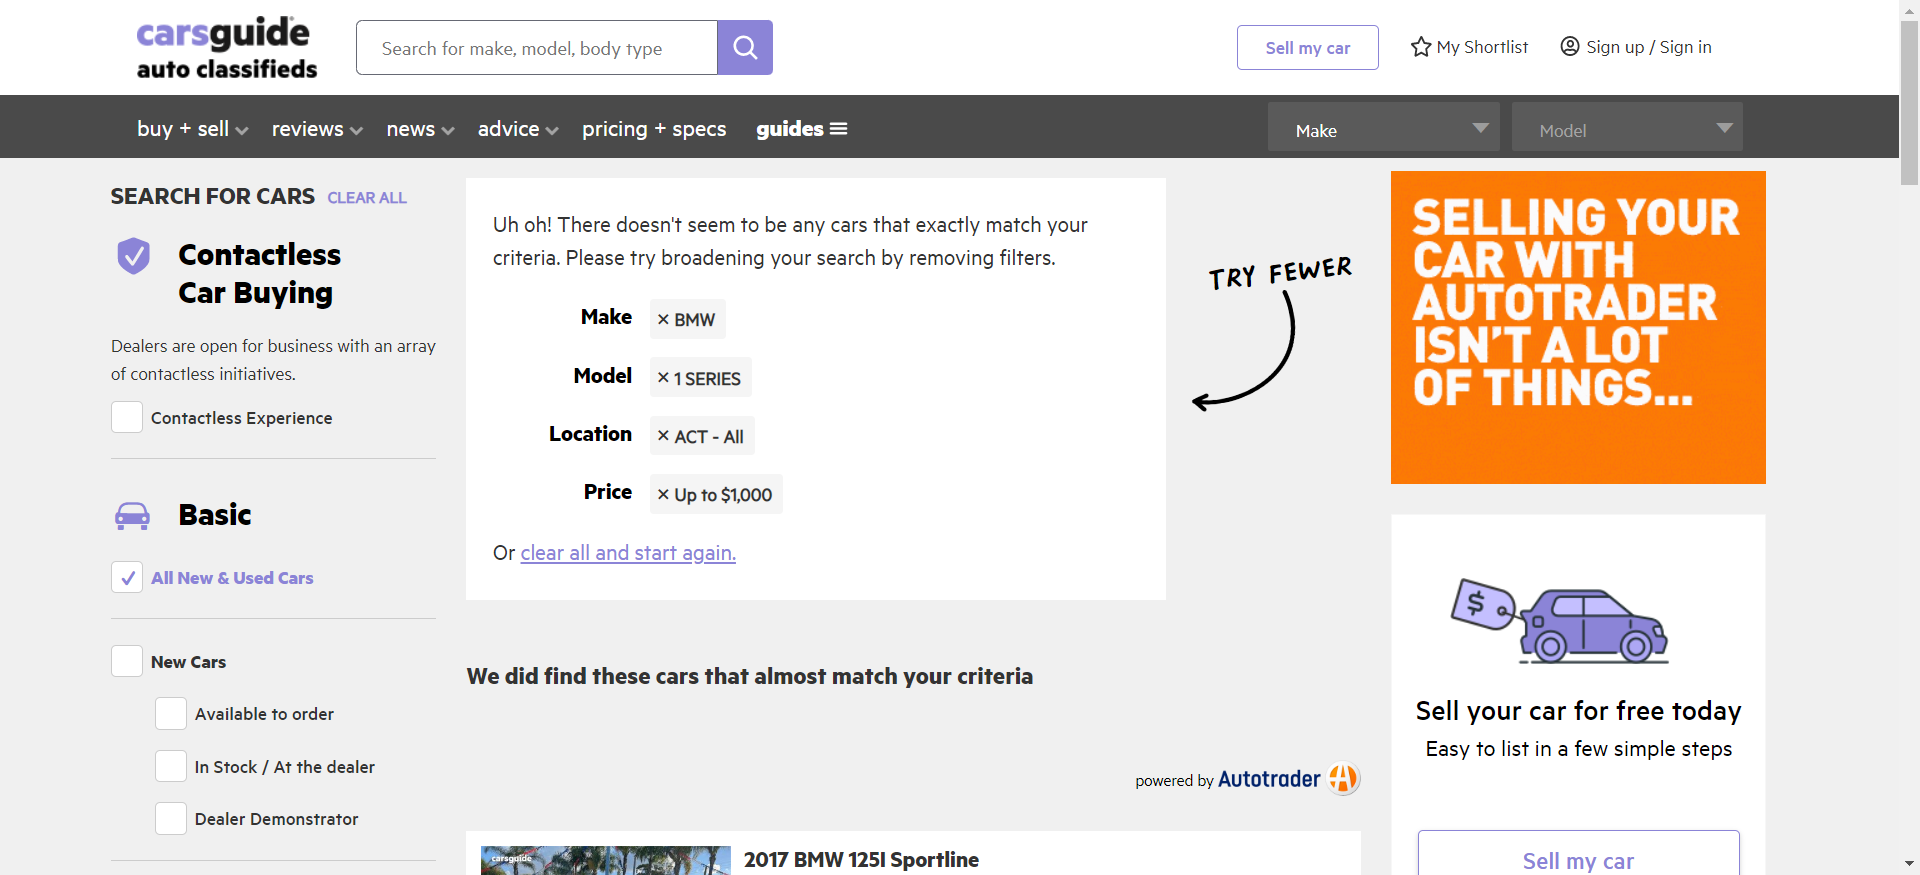 carsguide
auto classifieds
Search for make, model, body type
Sell my car
My Shortlist
Sign up / Sign in
buy + sell
reviews
news
advice
pricing + specs
guides
Make
Model
SEARCH FOR CARS CLEAR ALL
Contactless
Car Buying
Dealers are open for business with an array
of contactless initiatives.
Contactless Experience
Basic
All New & Used Cars
New Cars
Available to order
In Stock / At the dealer
Dealer Demonstrator
Uh oh! There doesn't seem to be any cars that exactly match your
criteria. Please try broadening your search by removing filters.
Make × BMW
Model × 1 SERIES
Location × ACT - All
Price × Up to $1,000
Or clear all and start again.
TRY FEWER
We did find these cars that almost match your criteria
powered by Autotrader
carsguide
2017 BMW 125I Sportline
SELLING YOUR
CAR WITH
AUTOTRADER
ISN'T A LOT
OF THINGS...
$
Sell your car for free today
Easy to list in a few simple steps
Sell my car